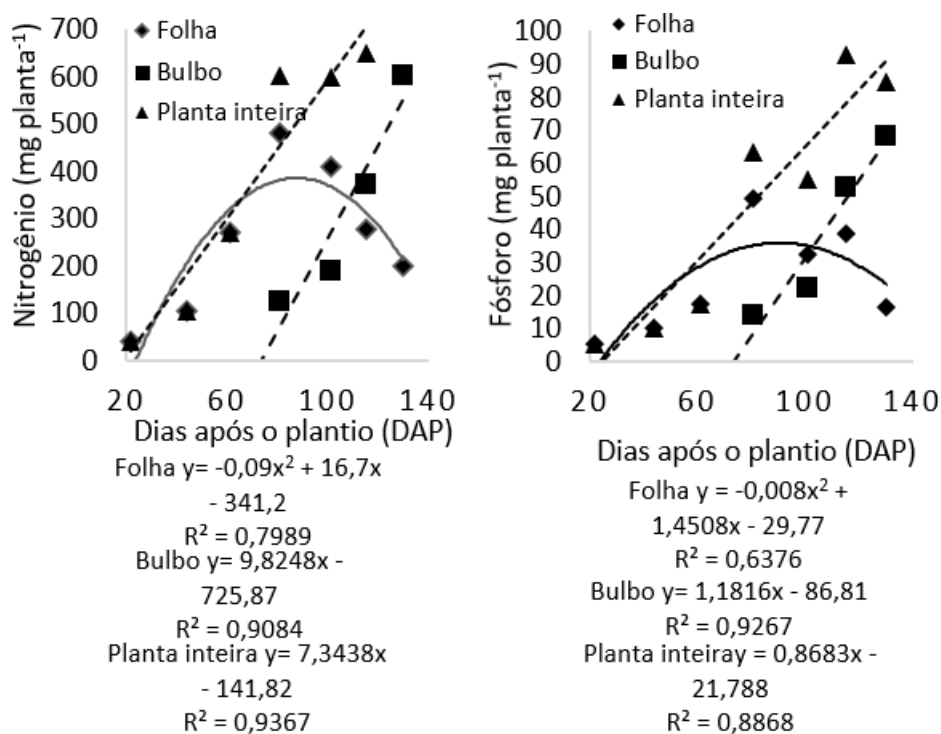 Nitrogênio (mg planta⁻¹)
700
600
500
400
300
200
100
0
Folha
Bulbo
Planta inteira
20 60 100 140
Dias após o plantio (DAP)
Folha y= -0,09x² + 16,7x
- 341,2
R² = 0,7989
Bulbo y= 9,8248x -
725,87
R² = 0,9084
Planta inteira y= 7,3438x
- 141,82
R² = 0,9367
Fósforo (mg planta⁻¹)
100
90
80
70
60
50
40
30
20
10
0
Folha
Bulbo
Planta inteira
20 60 100 140
Dias após o plantio (DAP)
Folha y = -0,008x² +
1,4508x - 29,77
R² = 0,6376
Bulbo y= 1,1816x - 86,81
R² = 0,9267
Planta inteiray = 0,8683x -
21,788
R² = 0,8868